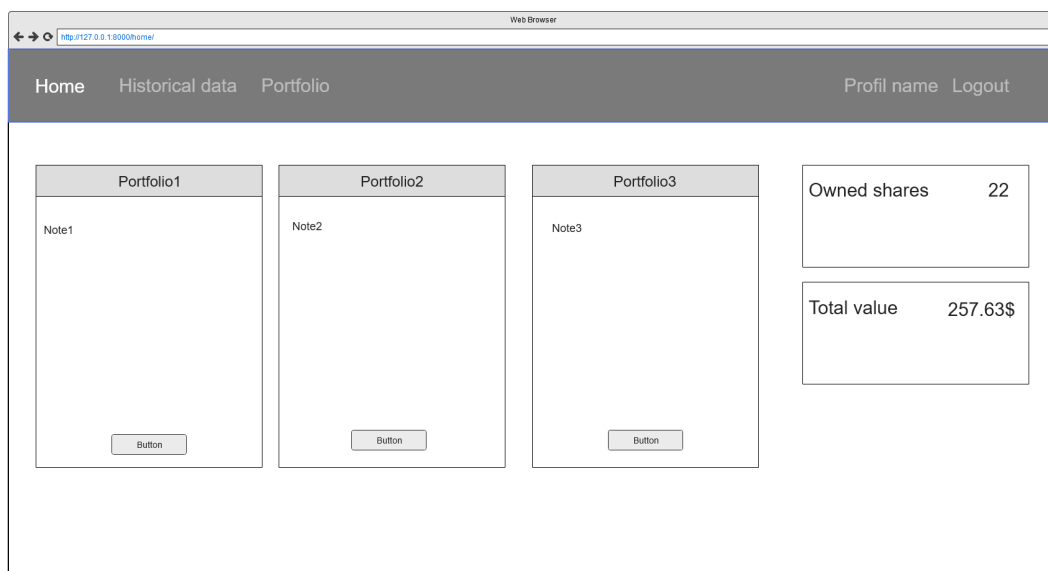 Web Browser
http://127.0.0.1:8000/home/
Home Historical data Portfolio Profil name Logout
Portfolio1
Note1
Button
Portfolio2
Note2
Button
Portfolio3
Note3
Button
Owned shares 22
Total value 257.63$